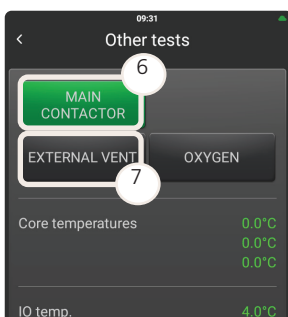 09:31
< Other tests
6
MAIN
CONTACTOR
EXTERNAL VENT OXYGEN
7
Core temperatures 0.0°C
0.0°C
0.0°C
IO temp. 4.0°C